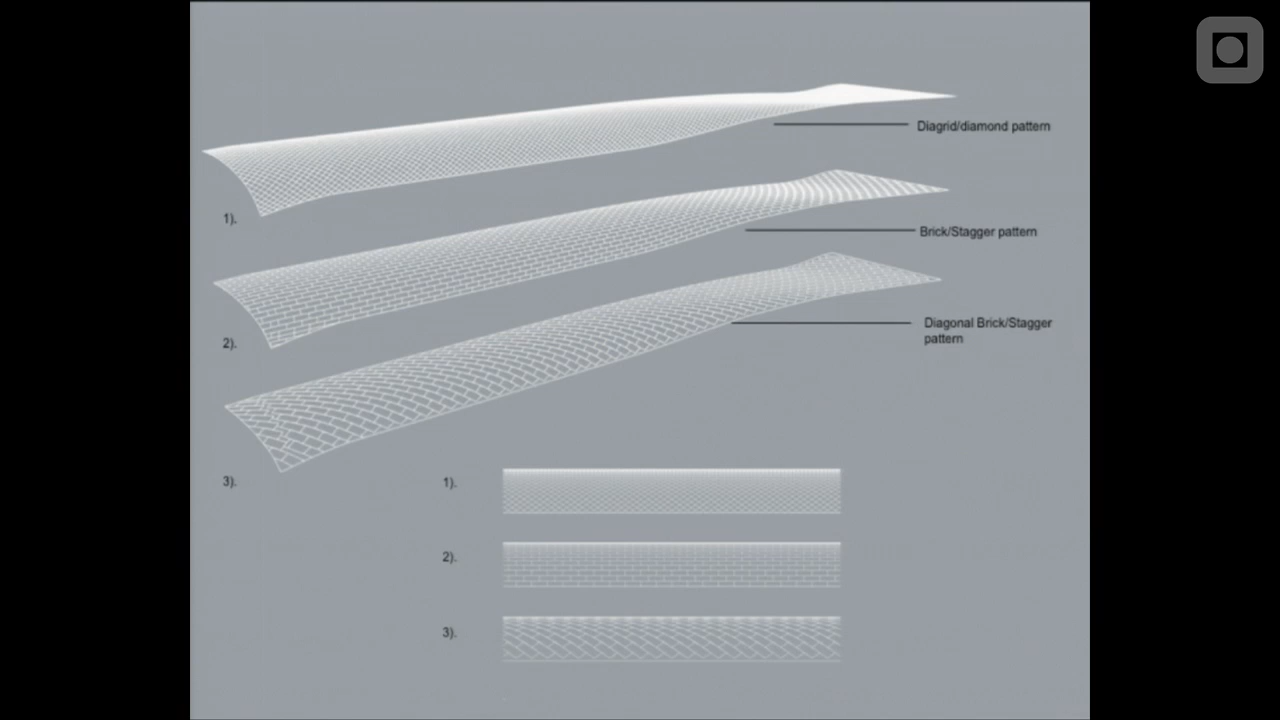 Diagrid/diamond pattern
1).
Brick/Stagger pattern
2).
Diagonal Brick/Stagger
pattern
3).
1).
2).
3).